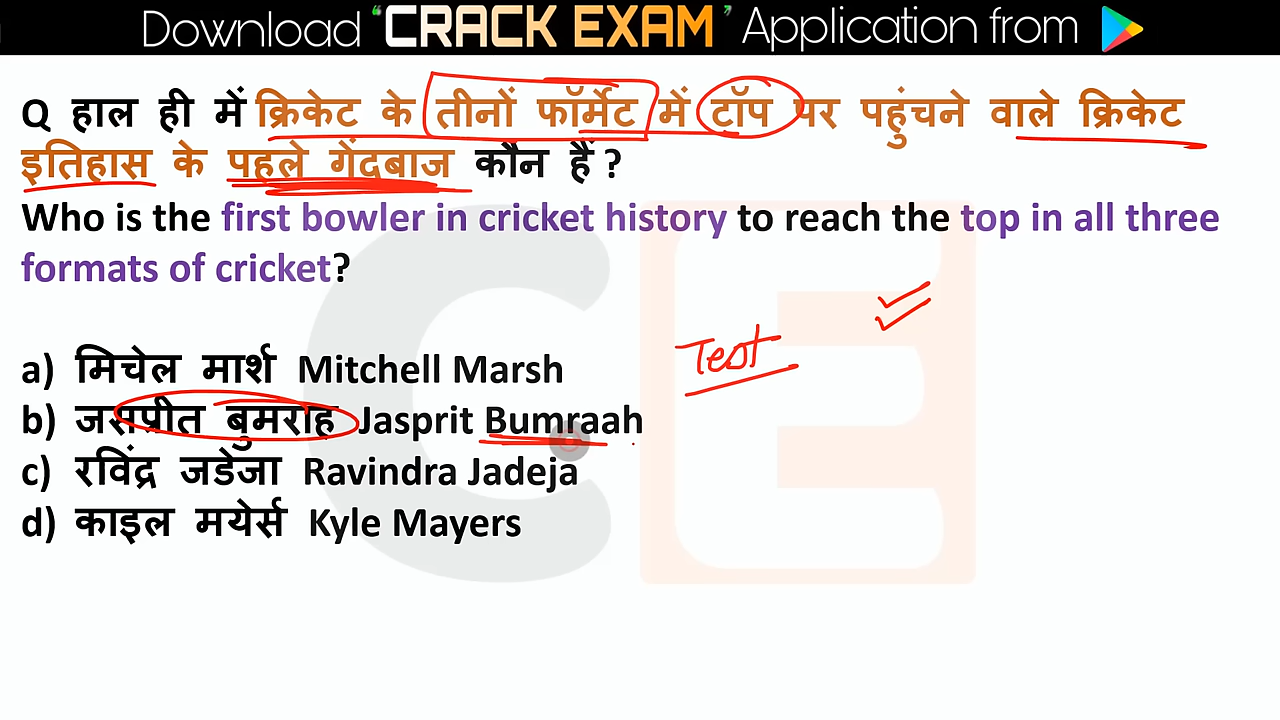 Download “CRACK EXAM” Application from
Q हाल ही में क्रिकेट के तीनों फॉर्मेट में टॉप पर पहुंचने वाले क्रिकेट
इतिहास के पहले गेंदबाज कौन हैं ?
Who is the first bowler in cricket history to reach the top in all three
formats of cricket?
Test
a) मिचेल मार्श Mitchell Marsh
b) जसप्रीत बुमराह Jasprit Bumraah
c) रविंद्र जडेजा Ravindra Jadeja
d) काइल मयेर्स Kyle Mayers
CE